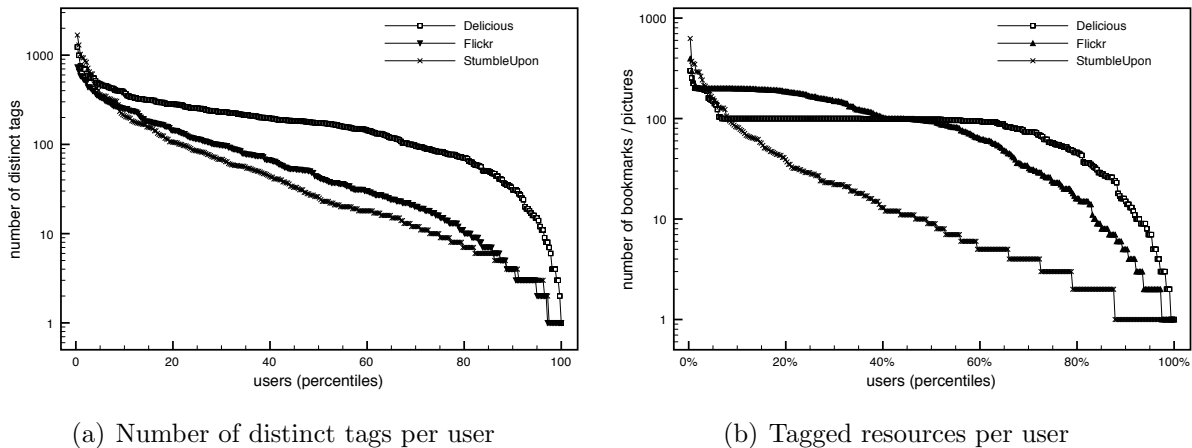 number of distinct tags
1000
100
10
1
Delicious
Flickr
StumbleUpon
0 20 40 60 80 100
users (percentiles)
(a) Number of distinct tags per user
number of bookmarks / pictures
1000
100
10
1
Delicious
Flickr
StumbleUpon
0% 20% 40% 60% 80% 100%
users (percentiles)
(b) Tagged resources per user